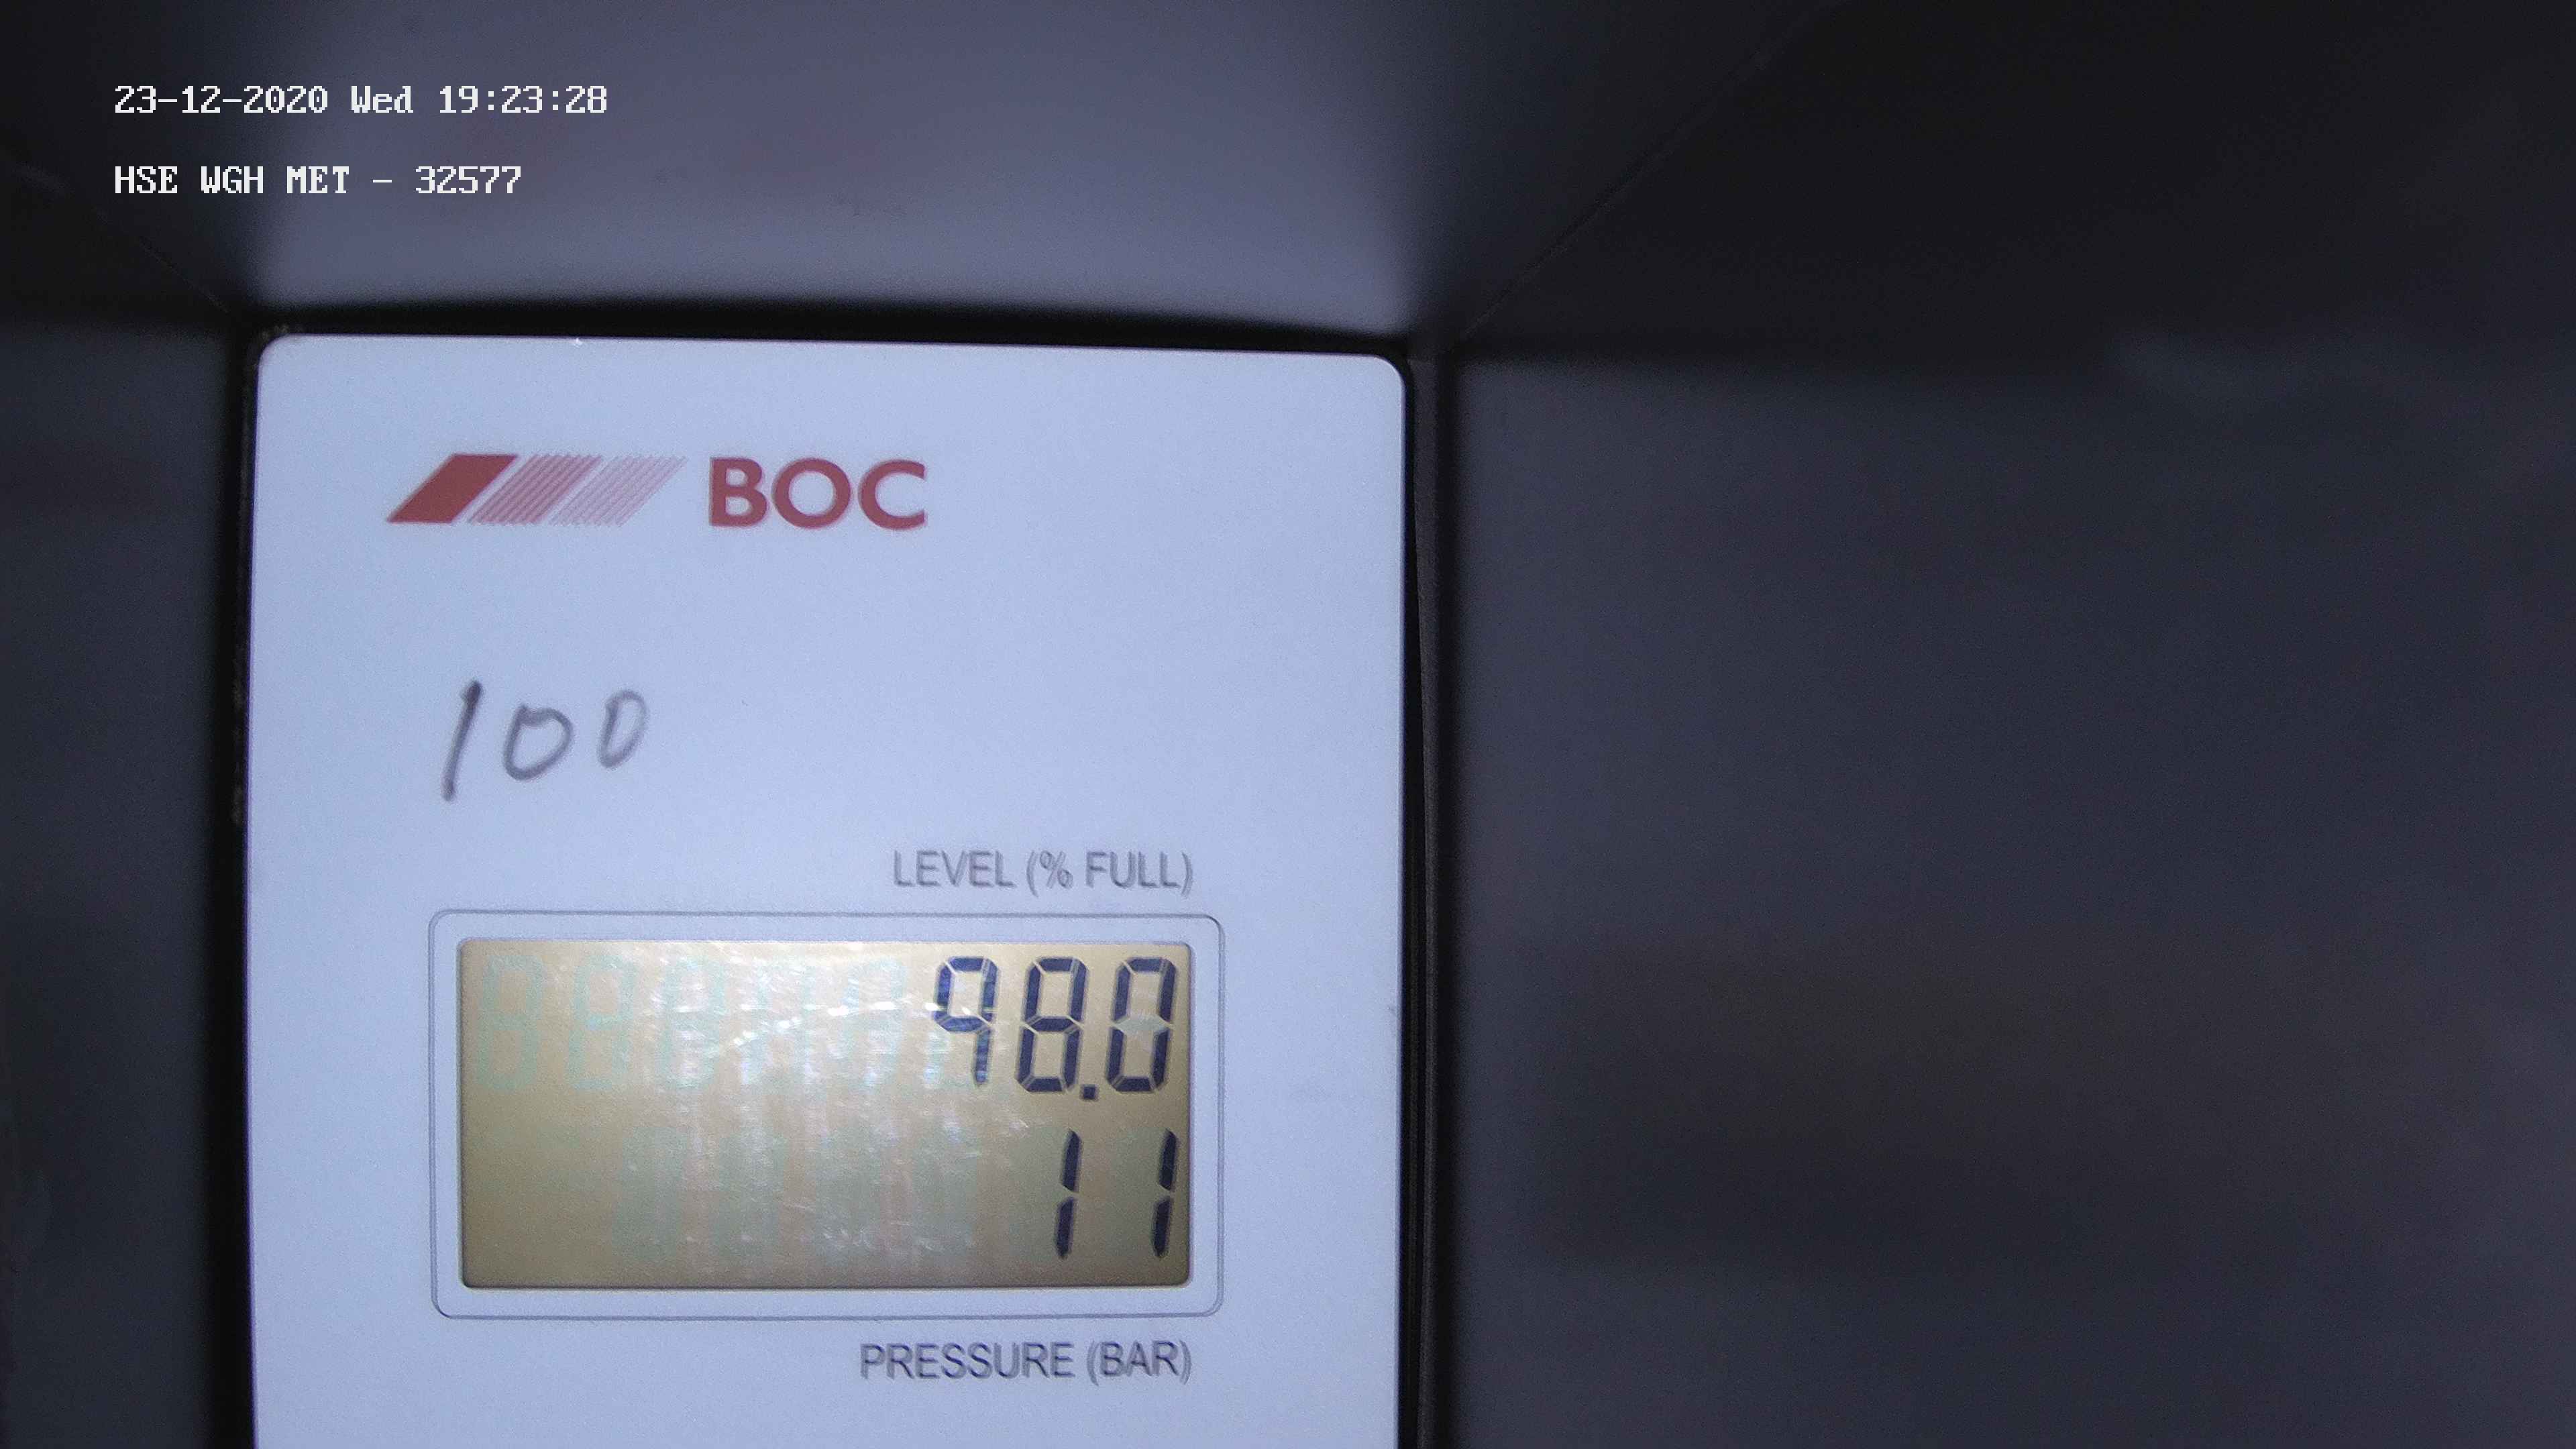 23-12-2020 Wed 19:23:28
HSE WGH MET - 32577
BOC
100
LEVEL (% FULL)
98.0
11
PRESSURE (BAR)